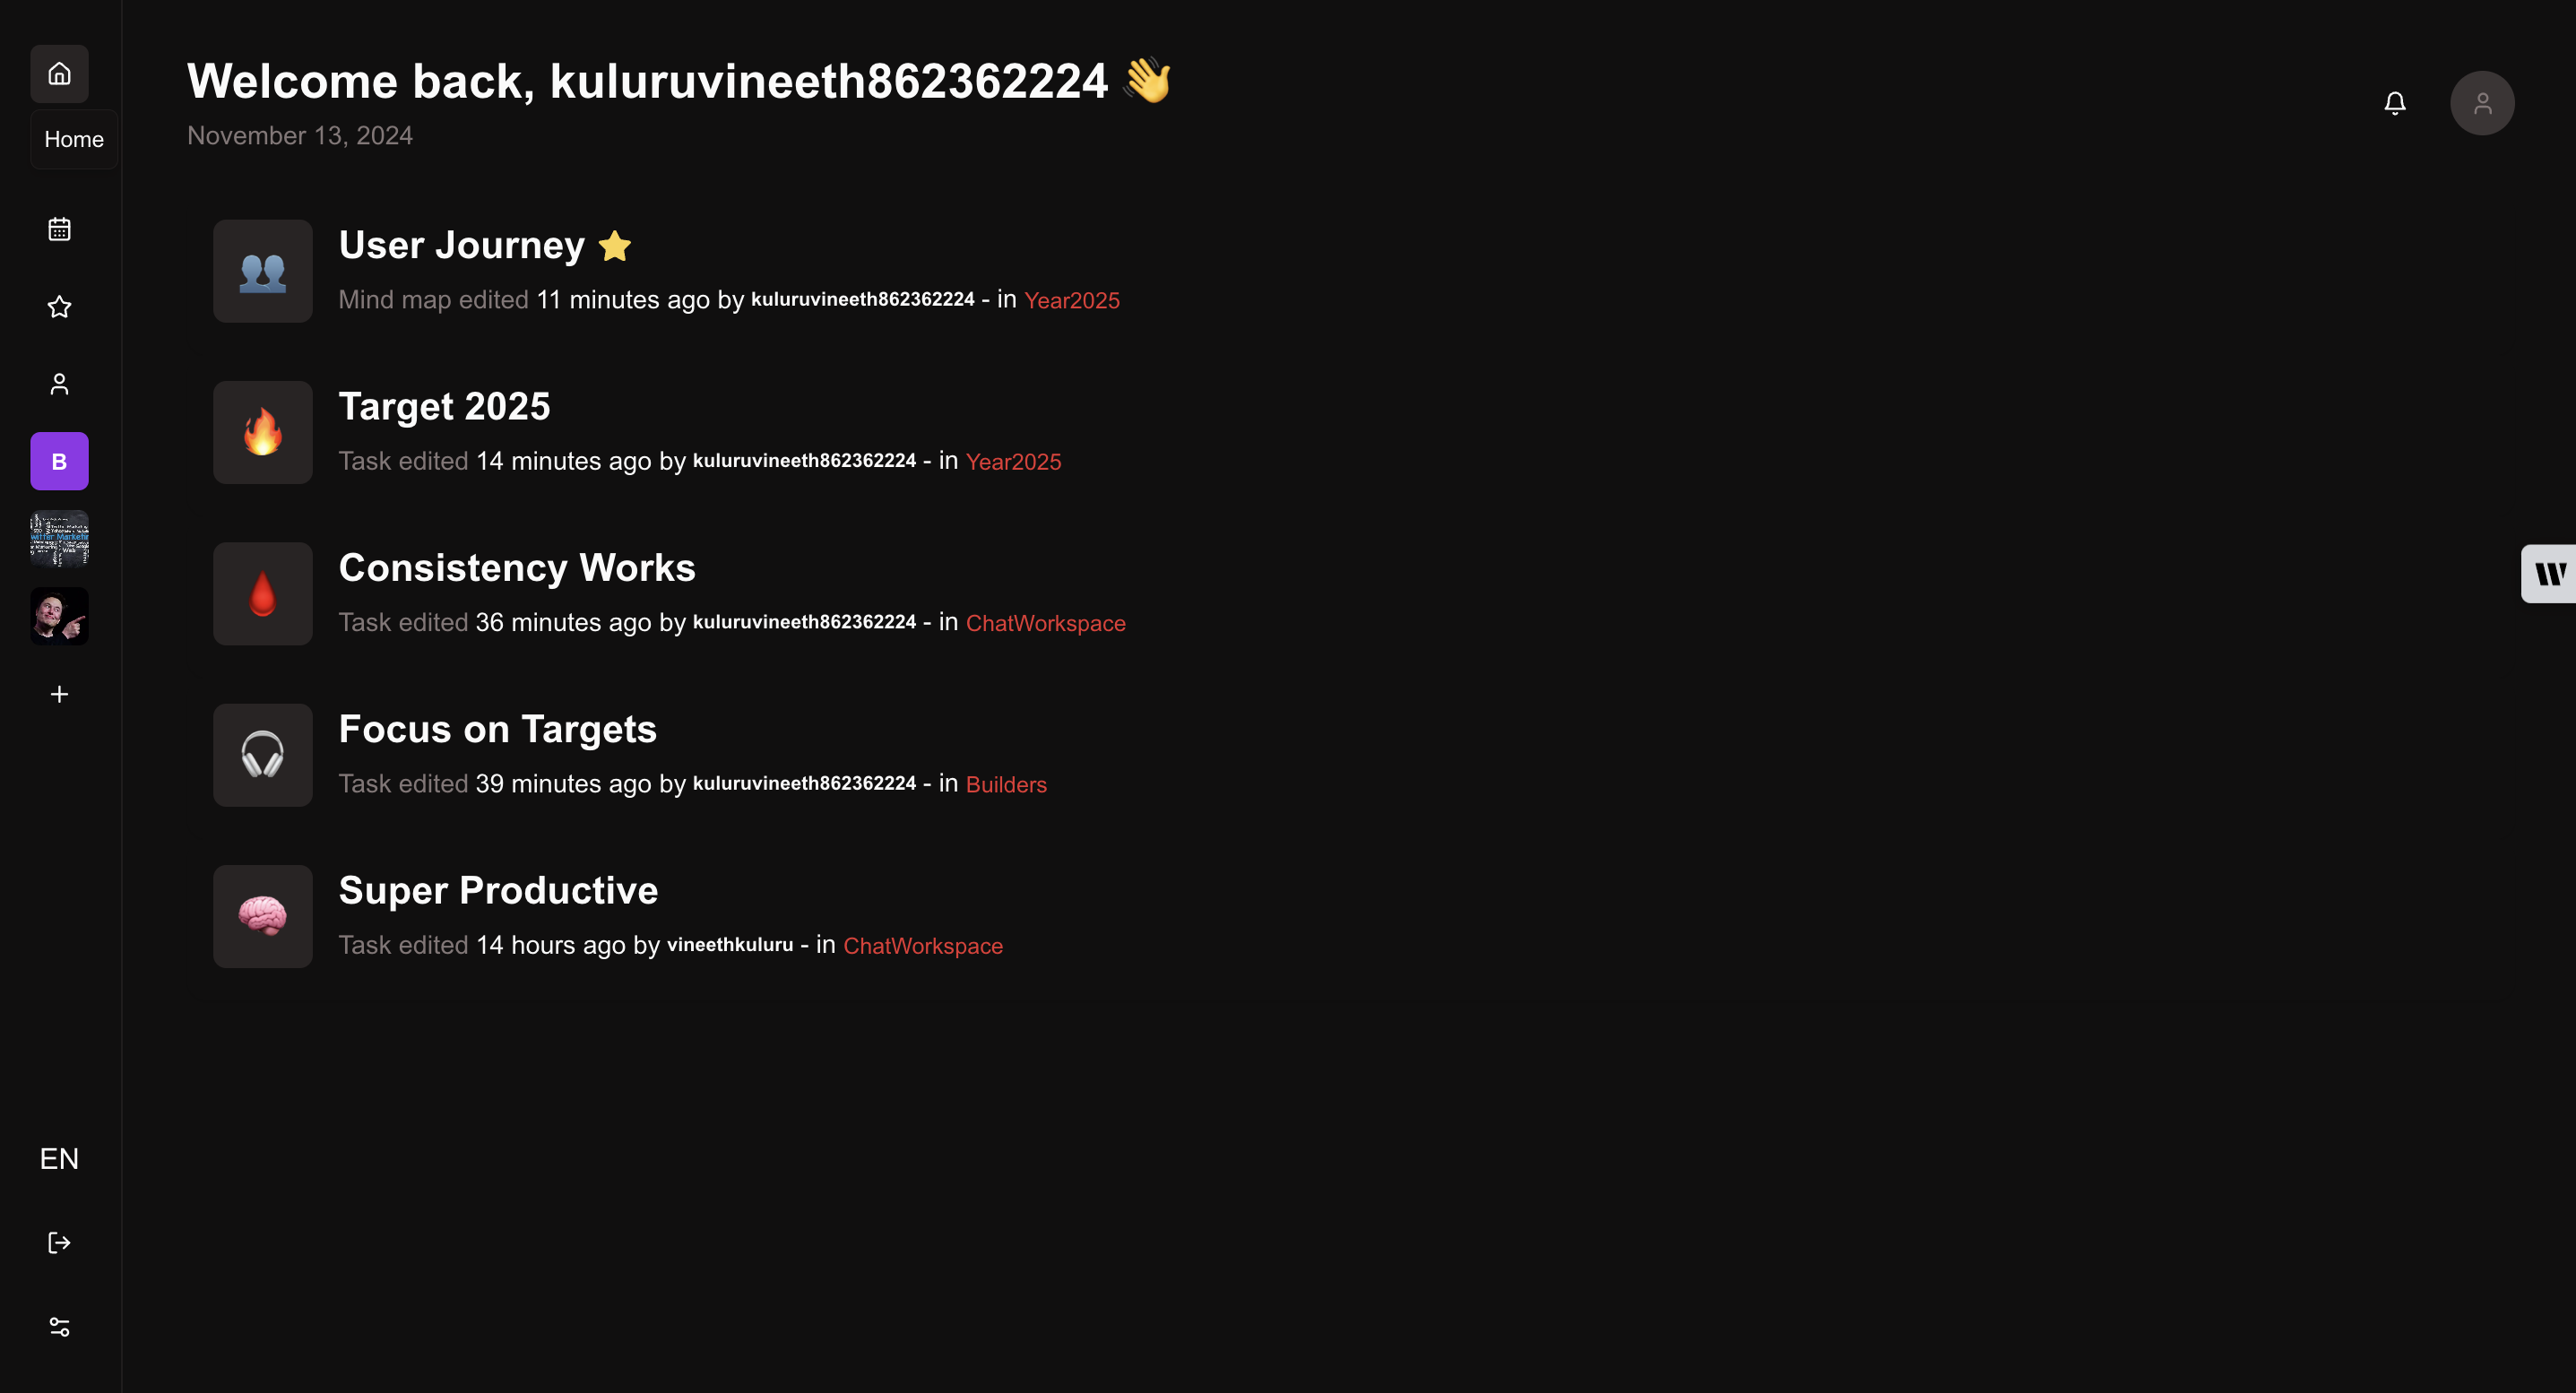 Welcome back, kuluruvineeth862362224 👋
November 13, 2024
Home
User Journey ⭐
Mind map edited 11 minutes ago by kuluruvineeth862362224 - in Year2025
Target 2025
Task edited 14 minutes ago by kuluruvineeth862362224 - in Year2025
B
Consistency Works
Task edited 36 minutes ago by kuluruvineeth862362224 - in ChatWorkspace
Focus on Targets
Task edited 39 minutes ago by kuluruvineeth862362224 - in Builders
Super Productive
Task edited 14 hours ago by vineethkuluru - in ChatWorkspace
EN